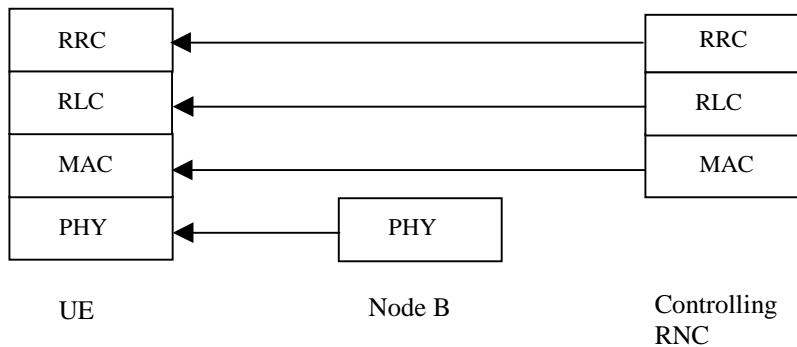 RRC
RRC
RLC
RLC
MAC
MAC
PHY
PHY
UE
Node B
Controlling
RNC